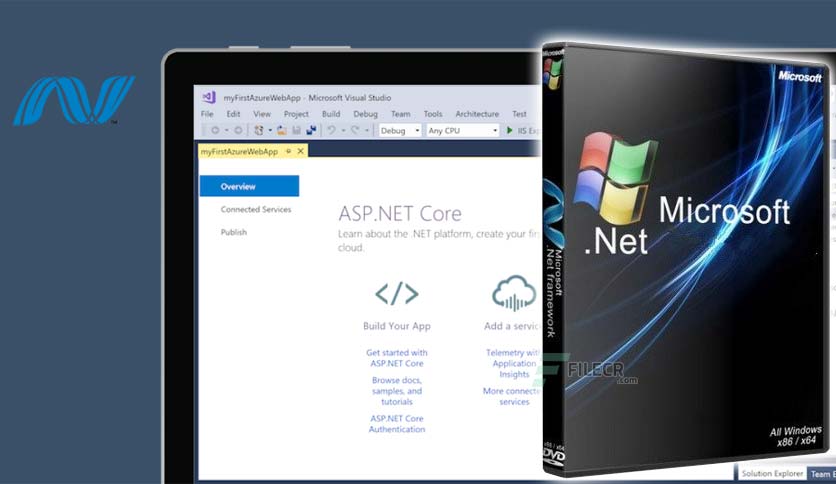 myFirstAzureWebApp - Microsoft Visual Studio
File Edit View Project Build Debug Team Tools Architecture Test
Debug Any CPU IIS Exp
myFirstAzureWebApp
Overview
Connected Services
Publish
ASP.NET Core
Learn about the .NET platform, create your firs
cloud.
</>
Build Your App
Get started with
ASP.NET Core
Browse docs,
samples, and
tutorials
ASP.NET Core
Authentication
Add a servic
Telemetry with
Application
Insights
More connecte
services
Microsoft
.Net framework
x86 / x64
DVD
Microsoft
Microsoft
.Net
FILECR
.com
All Windows
x86 / x64
Solution Explorer Team E
TM